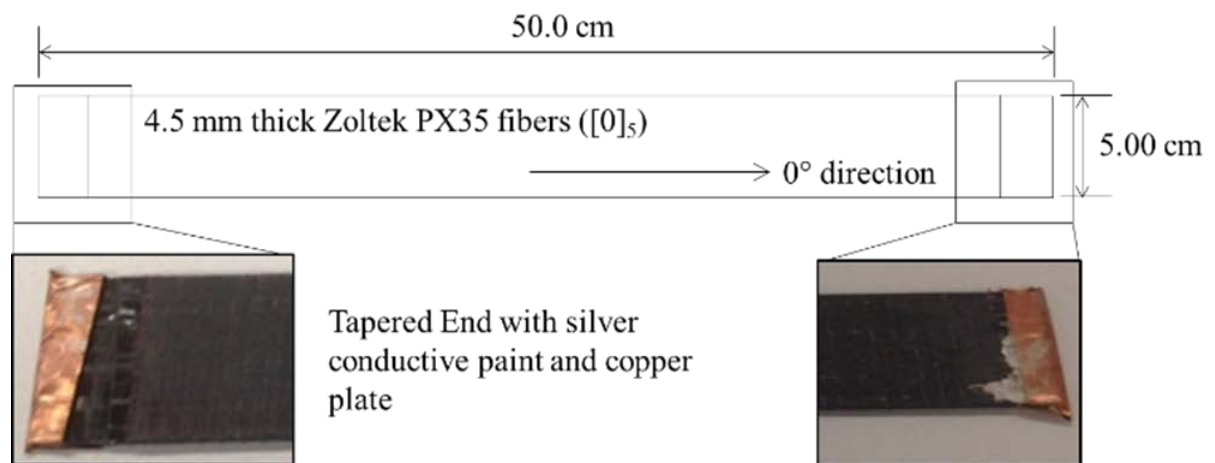 50.0 cm
4.5 mm thick Zoltek PX35 fibers ([0]₅)
0° direction
5.00 cm
Tapered End with silver
conductive paint and copper
plate